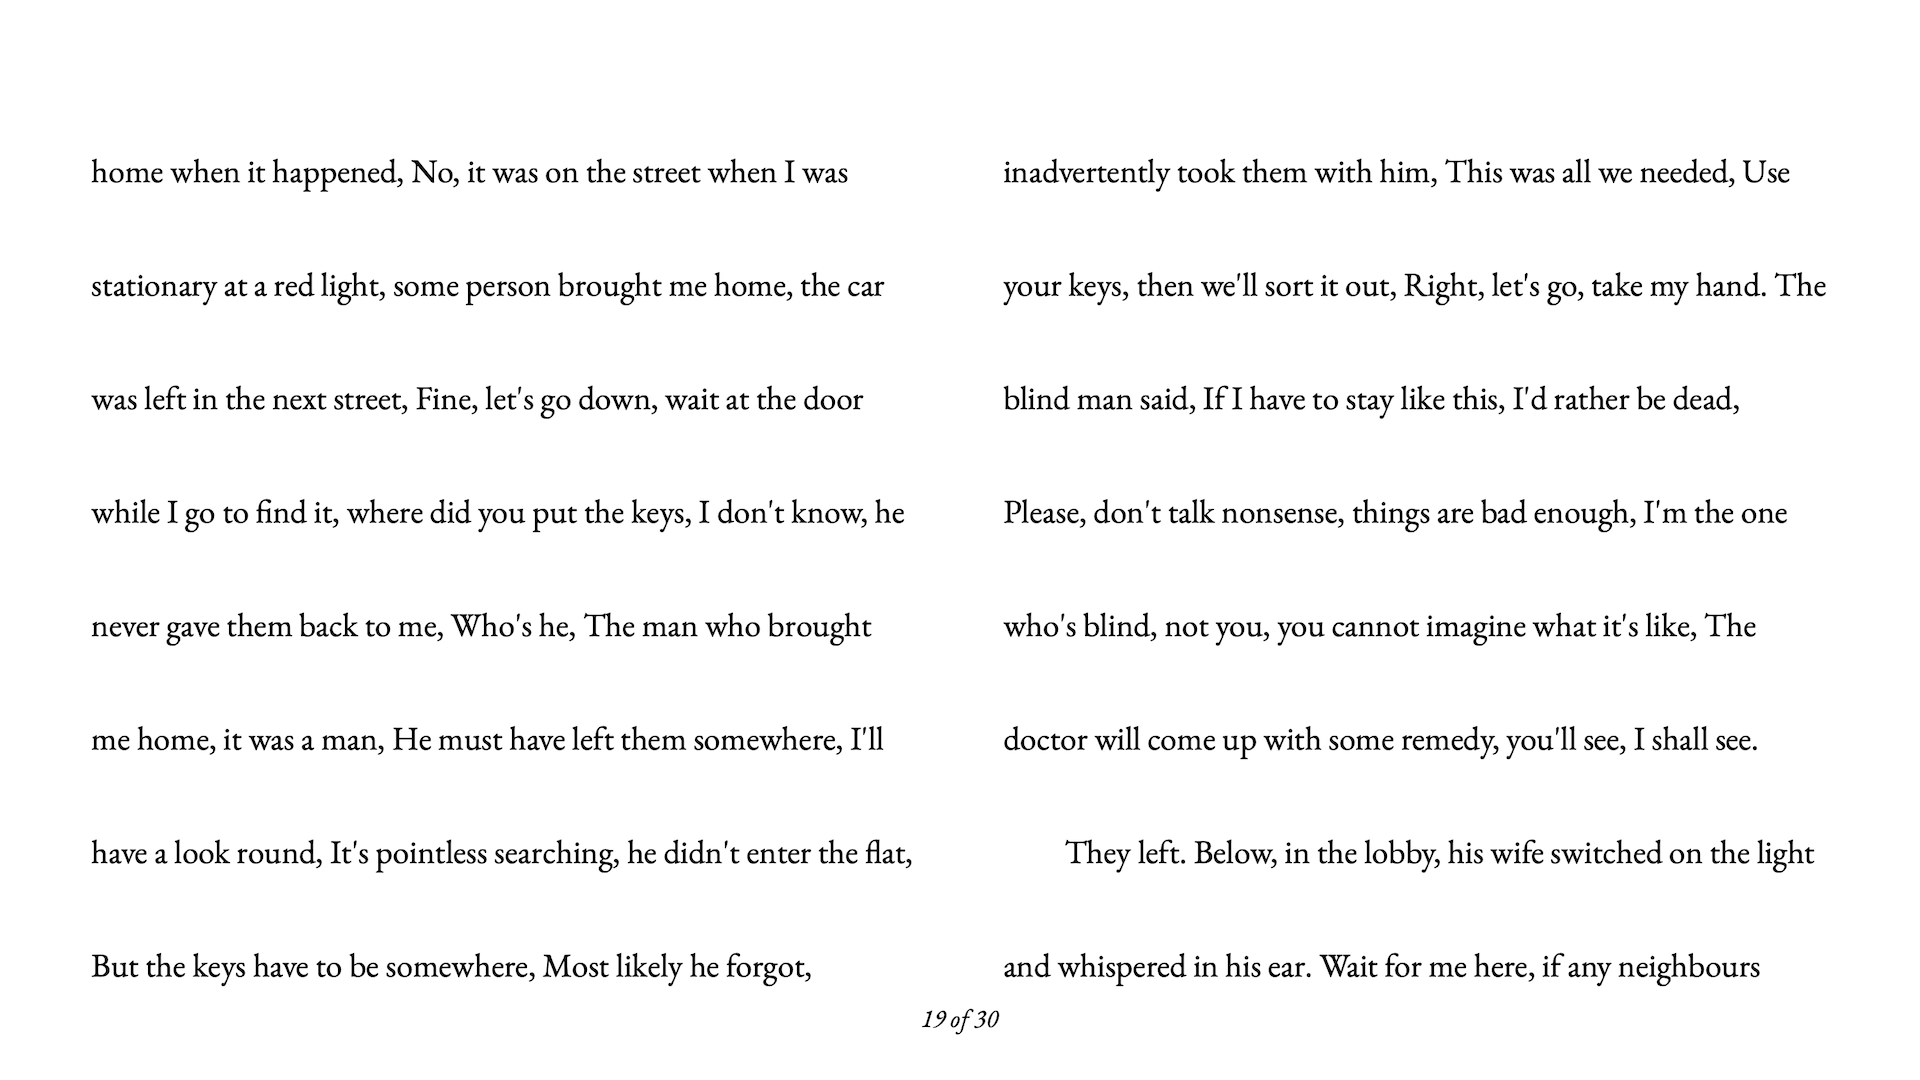 home when it happened, No, it was on the street when I was
stationary at a red light, some person brought me home, the car
was left in the next street, Fine, let's go down, wait at the door
while I go to find it, where did you put the keys, I don't know, he
never gave them back to me, Who's he, The man who brought
me home, it was a man, He must have left them somewhere, I'll
have a look round, It's pointless searching, he didn't enter the flat,
But the keys have to be somewhere, Most likely he forgot,
inadvertently took them with him, This was all we needed, Use
your keys, then we'll sort it out, Right, let's go, take my hand. The
blind man said, If I have to stay like this, I'd rather be dead,
Please, don't talk nonsense, things are bad enough, I'm the one
who's blind, not you, you cannot imagine what it's like, The
doctor will come up with some remedy, you'll see, I shall see.
They left. Below, in the lobby, his wife switched on the light
and whispered in his ear. Wait for me here, if any neighbours
19 of 30